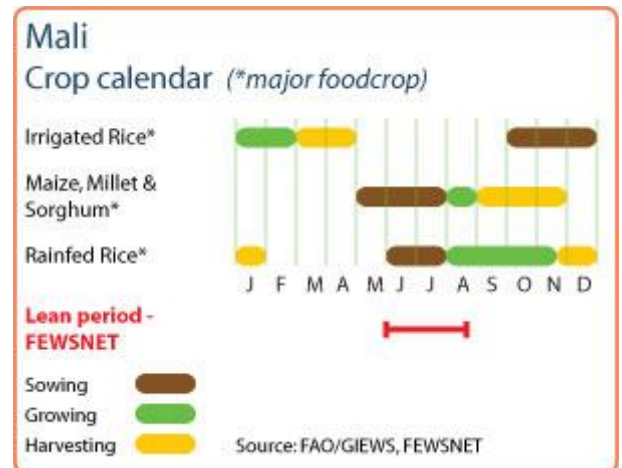 Mali
Crop calendar (*major foodcrop)
Irrigated Rice*
Maize, Millet &
Sorghum*
Rainfed Rice*
J F M A M J J A S O N D
Lean period -
FEWSNET
Sowing
Growing
Harvesting
Source: FAO/GIEWS, FEWSNET